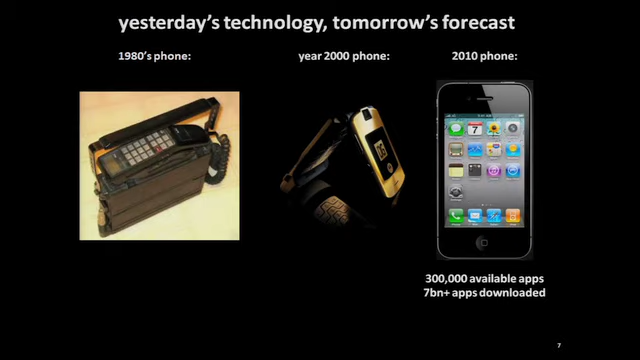 yesterday's technology, tomorrow's forecast
1980's phone:
year 2000 phone:
2010 phone:
7
300,000 available apps
7bn+ apps downloaded
7